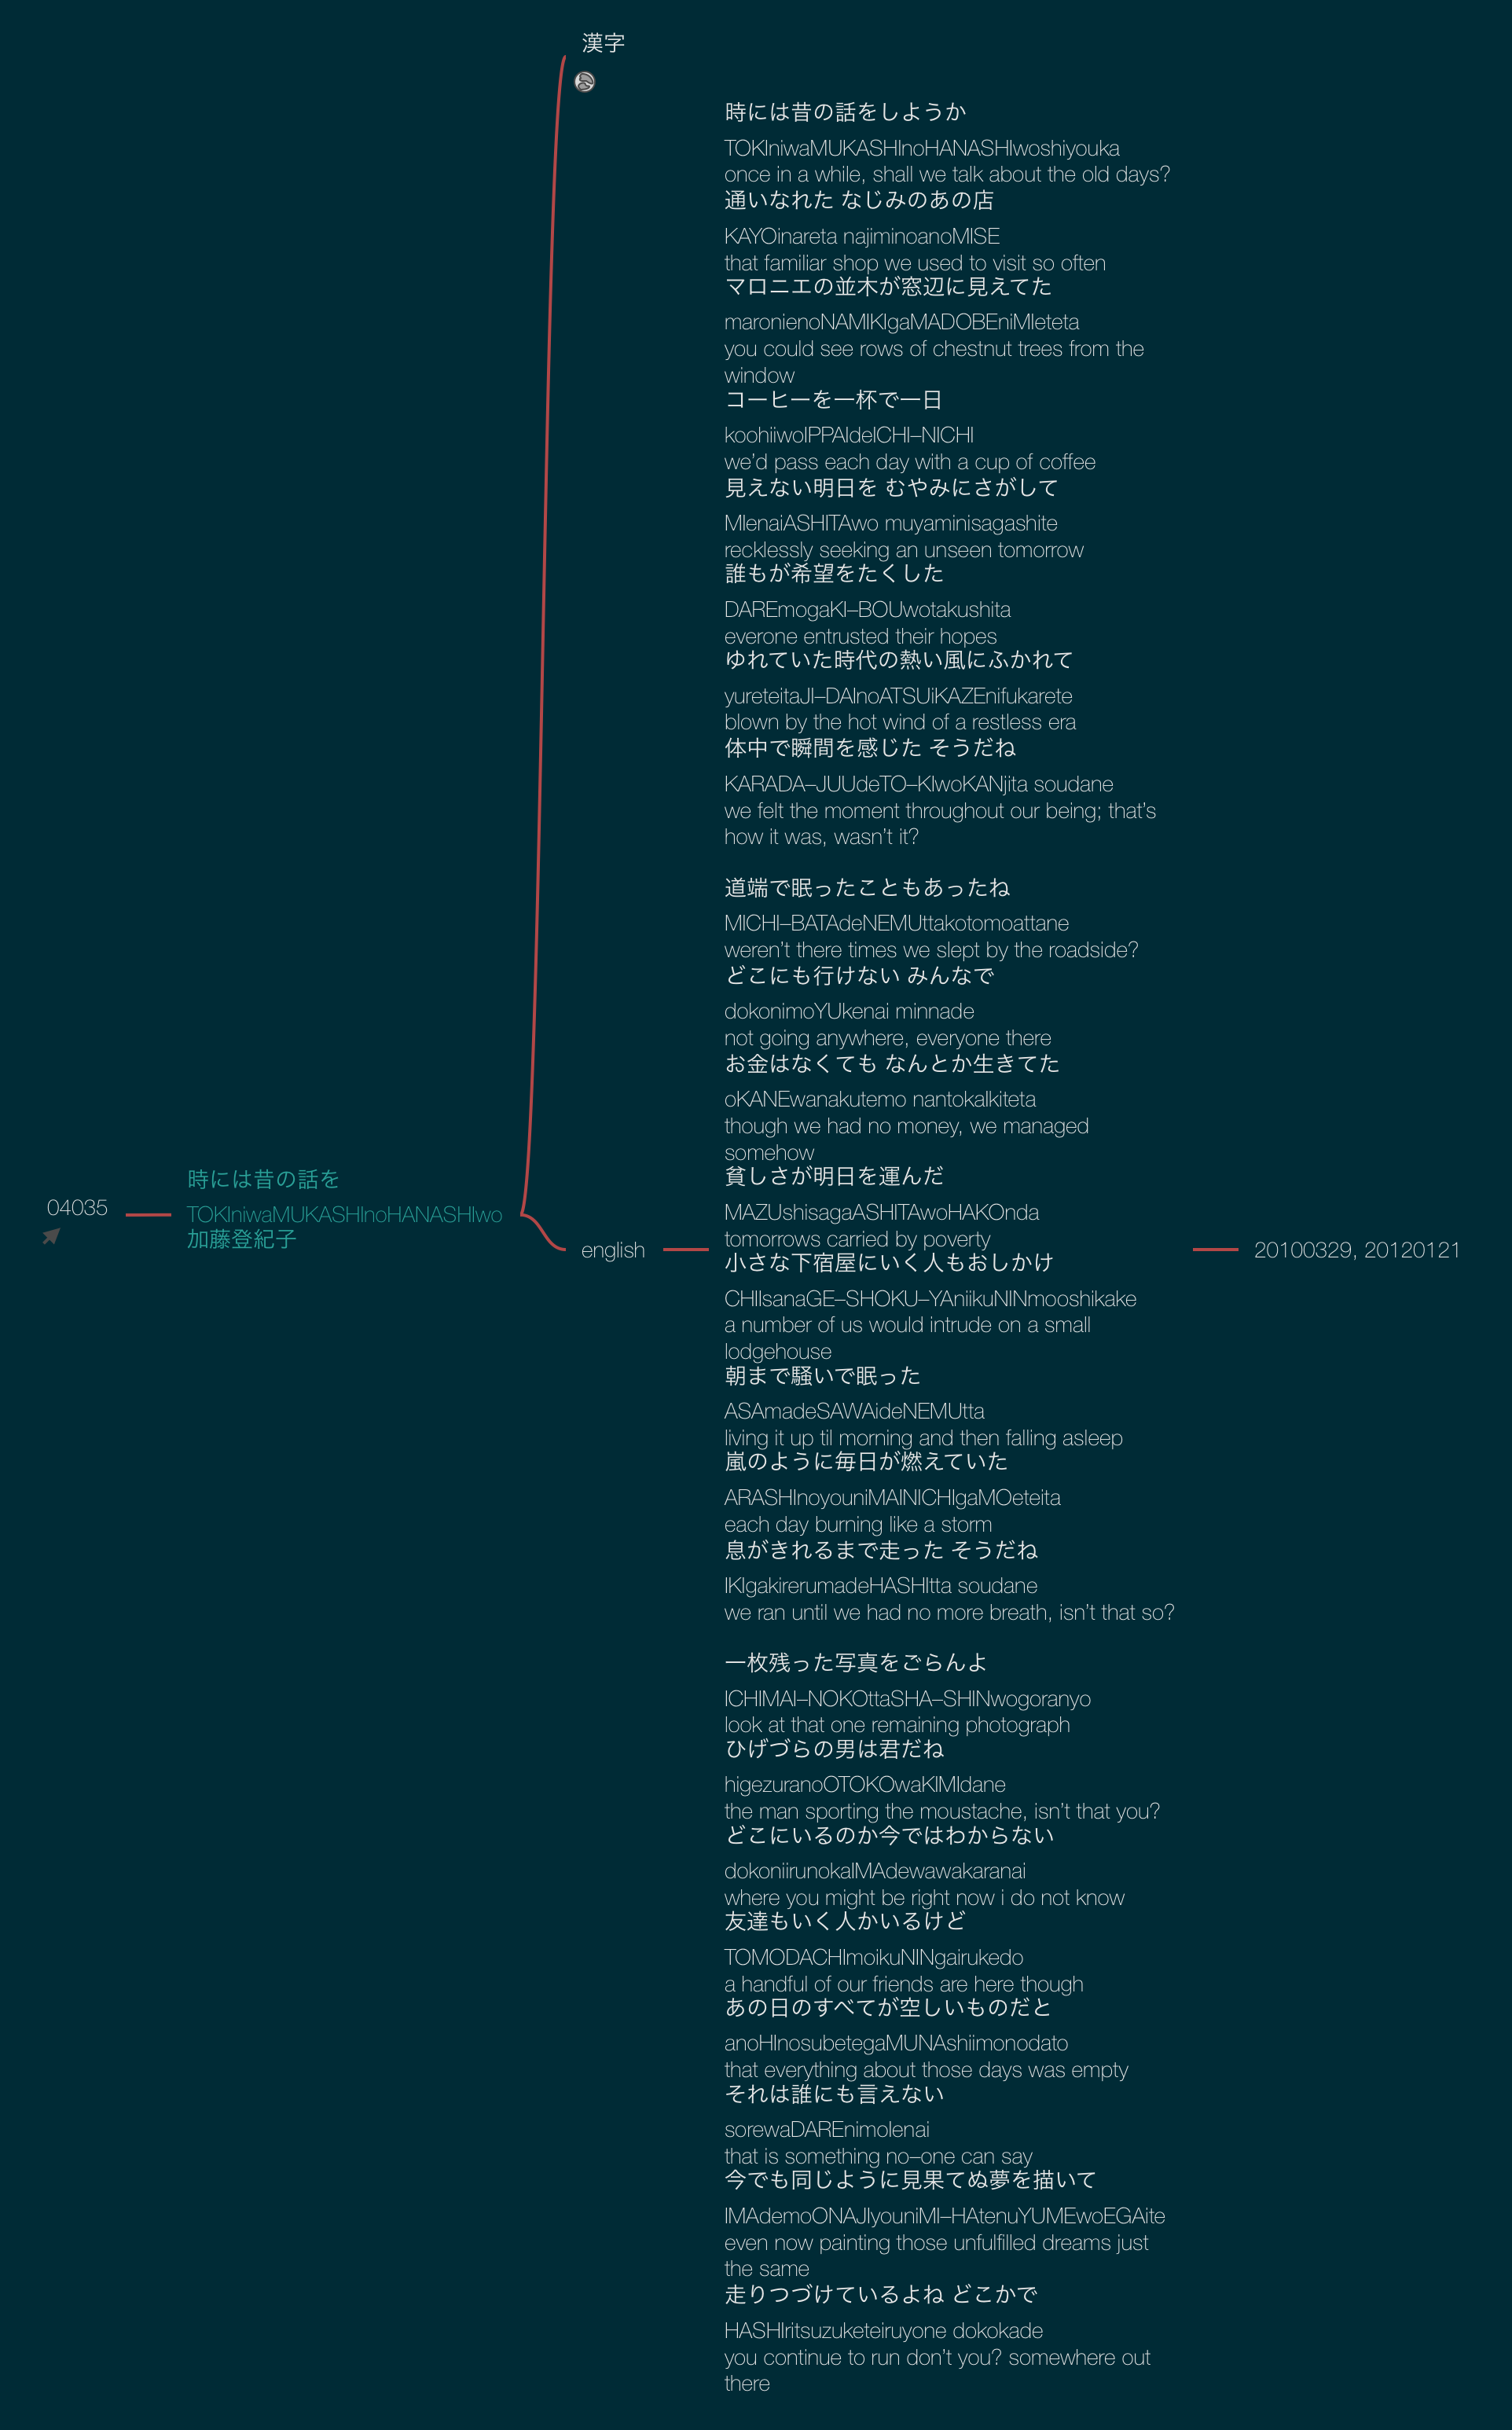 漢字
時には昔の話をしようか
TOKIniwaMUKASHInoHANASHIwoshiyouka
once in a while, shall we talk about the old days?
通いなれた なじみのあの店
KAYOinareta najiminoanoMISE
that familiar shop we used to visit so often
マロニエの並木が窓辺に見えてた
maronienoNAMIKIgaMADOBEniMIeteta
you could see rows of chestnut trees from the
window
コーヒーを一杯で一日
koohiiwoIPPAIdeICHI–NICHI
we’d pass each day with a cup of coffee
見えない明日を むやみにさがして
MIenaiASHITAwo muyaminisagashite
recklessly seeking an unseen tomorrow
誰もが希望をたくした
DAREmogaKI–BOUwotakushita
everone entrusted their hopes
ゆれていた時代の熱い風にふかれて
yureteitaJI–DAInoATSUiKAZEnifukarete
blown by the hot wind of a restless era
体中で瞬間を感じた そうだね
KARADA–JUUdeTO–KIwoKANjita soudane
we felt the moment throughout our being; that’s
how it was, wasn’t it?
道端で眠ったこともあったね
MICHI–BATAdeNEMUttakotomoattane
weren’t there times we slept by the roadside?
どこにも行けない みんなで
dokonimoYUkenai minnade
not going anywhere, everyone there
お金はなくても なんとか生きてた
oKANEwanakutemo nantokaIkiteta
though we had no money, we managed
somehow
貧しさが明日を運んだ
MAZUshisagaASHITAwoHAKOnda
tomorrows carried by poverty
小さな下宿屋にいく人もおしかけ
CHIIsanaGE–SHOKU–YAniikuNINmooshikake
a number of us would intrude on a small
lodgehouse
朝まで騒いで眠った
ASAmadeSAWAideNEMUtta
living it up til morning and then falling asleep
嵐のように毎日が燃えていた
ARASHInoyouniMAINICHIgaMOeteita
each day burning like a storm
息がきれるまで走った そうだね
IKIgakirerumadeHASHItta soudane
we ran until we had no more breath, isn’t that so?
一枚残った写真をごらんよ
ICHIMAI–NOKOttaSHA–SHINwogoranyo
look at that one remaining photograph
ひげづらの男は君だね
higezuranoOTOKOwaKIMIdane
the man sporting the moustache, isn’t that you?
どこにいるのか今ではわからない
dokoniirunokaIMAdewawakaranai
where you might be right now i do not know
友達もいく人かいるけど
TOMODACHImoikuNINgairukedo
a handful of our friends are here though
あの日のすべてが空しいものだと
anoHInosubetegaMUNAshiimonodato
that everything about those days was empty
それは誰にも言えない
sorewaDAREnimoIenai
that is something no–one can say
今でも同じように見果てぬ夢を描いて
IMAdemoONAJIyouniMI–HAtenuYUMEwoEGAite
even now painting those unfulfilled dreams just
the same
走りつづけているよね どこかで
HASHIritsuzuketeiruyone dokokade
you continue to run don’t you? somewhere out
there
04035
時には昔の話を
TOKIniwaMUKASHInoHANASHIwo
加藤登紀子
english
20100329, 20120121